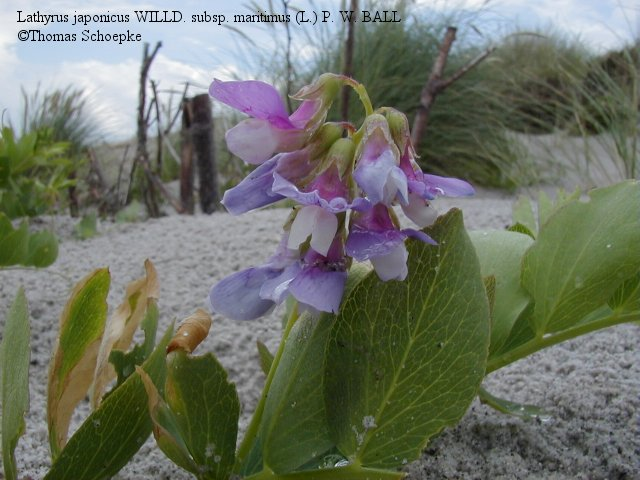 Lathyrus japonicus WILLD. subsp. maritimus (L.) P. W. BALL
©Thomas Schoepke